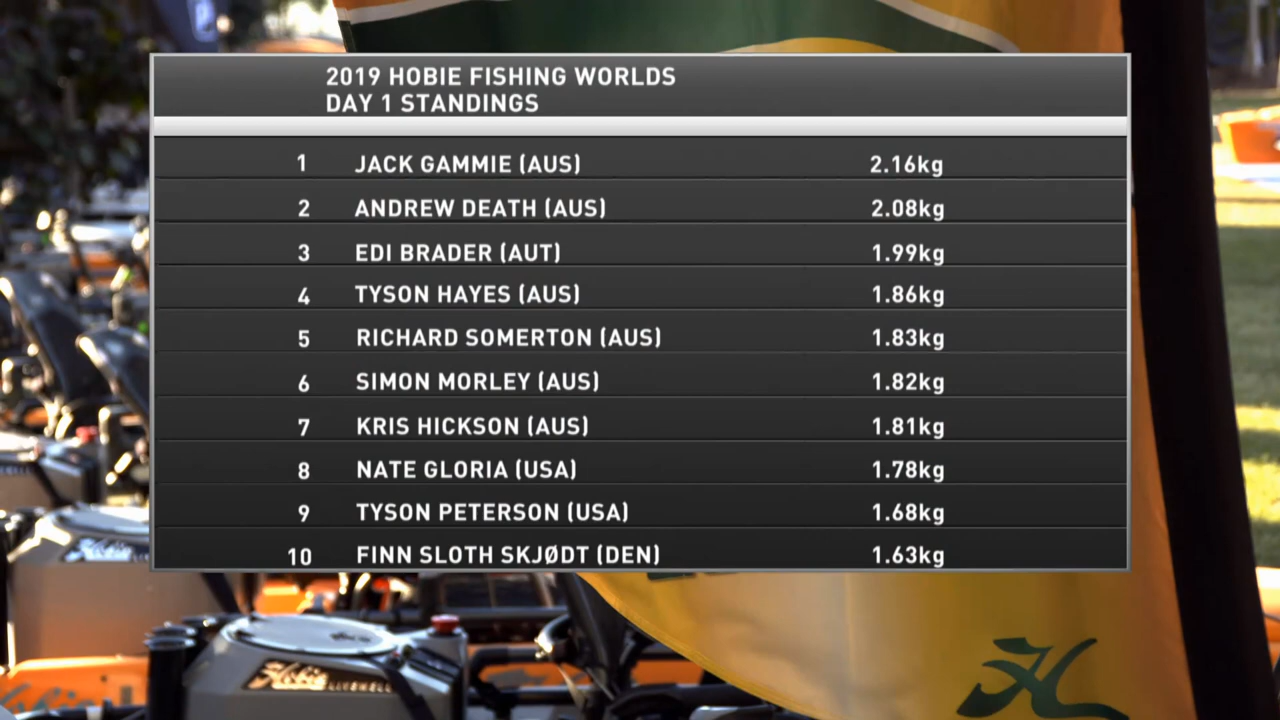 2019 HOBIE FISHING WORLDS
DAY 1 STANDINGS
1 JACK GAMMIE (AUS) 2.16kg
2 ANDREW DEATH (AUS) 2.08kg
3 EDI BRADER (AUT) 1.99kg
4 TYSON HAYES (AUS) 1.86kg
5 RICHARD SOMERTON (AUS) 1.83kg
6 SIMON MORLEY (AUS) 1.82kg
7 KRIS HICKSON (AUS) 1.81kg
8 NATE GLORIA (USA) 1.78kg
9 TYSON PETERSON (USA) 1.68kg
10 FINN SLOTH SKJØDT (DEN) 1.63kg
Hobie
LIVEWELL